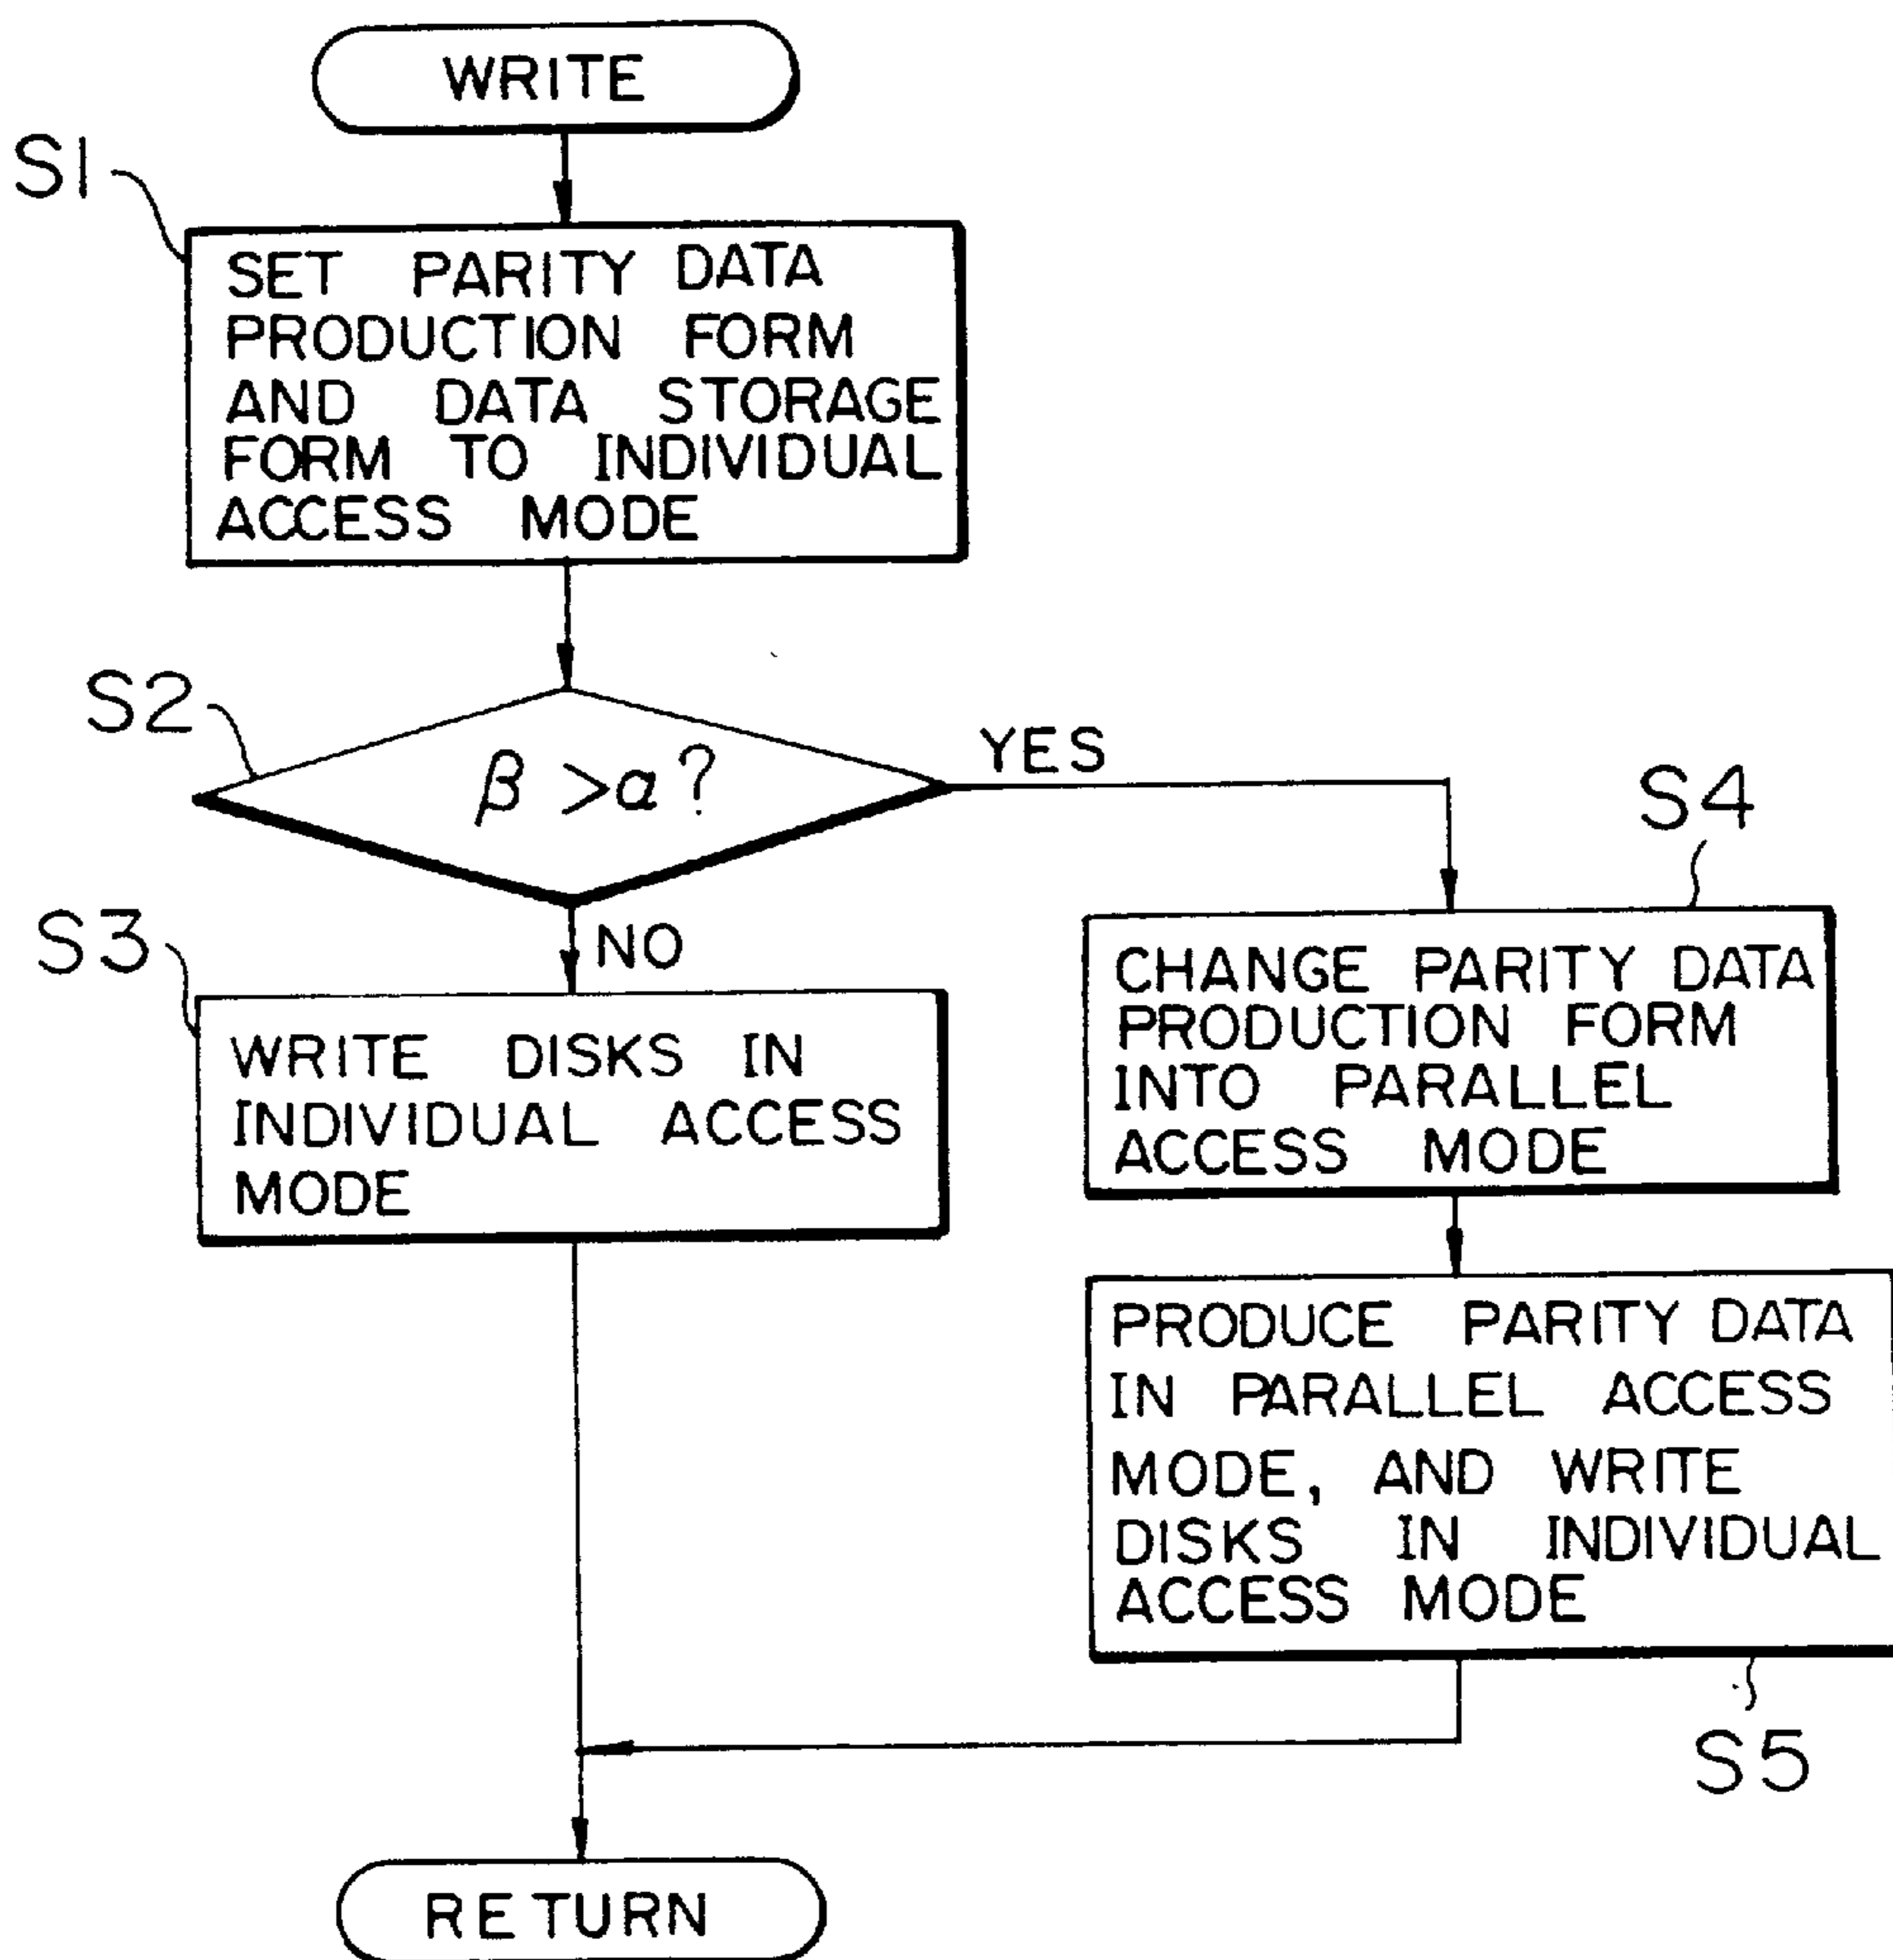 WRITE
S1
SET PARITY DATA
PRODUCTION FORM
AND DATA STORAGE
FORM TO INDIVIDUAL
ACCESS MODE
S2
β >α?
YES
NO
S3
WRITE DISKS IN
INDIVIDUAL ACCESS
MODE
S4
CHANGE PARITY DATA
PRODUCTION FORM
INTO PARALLEL
ACCESS MODE
PRODUCE PARITY DATA
IN PARALLEL ACCESS
MODE, AND WRITE
DISKS IN INDIVIDUAL
ACCESS MODE
S5
RETURN